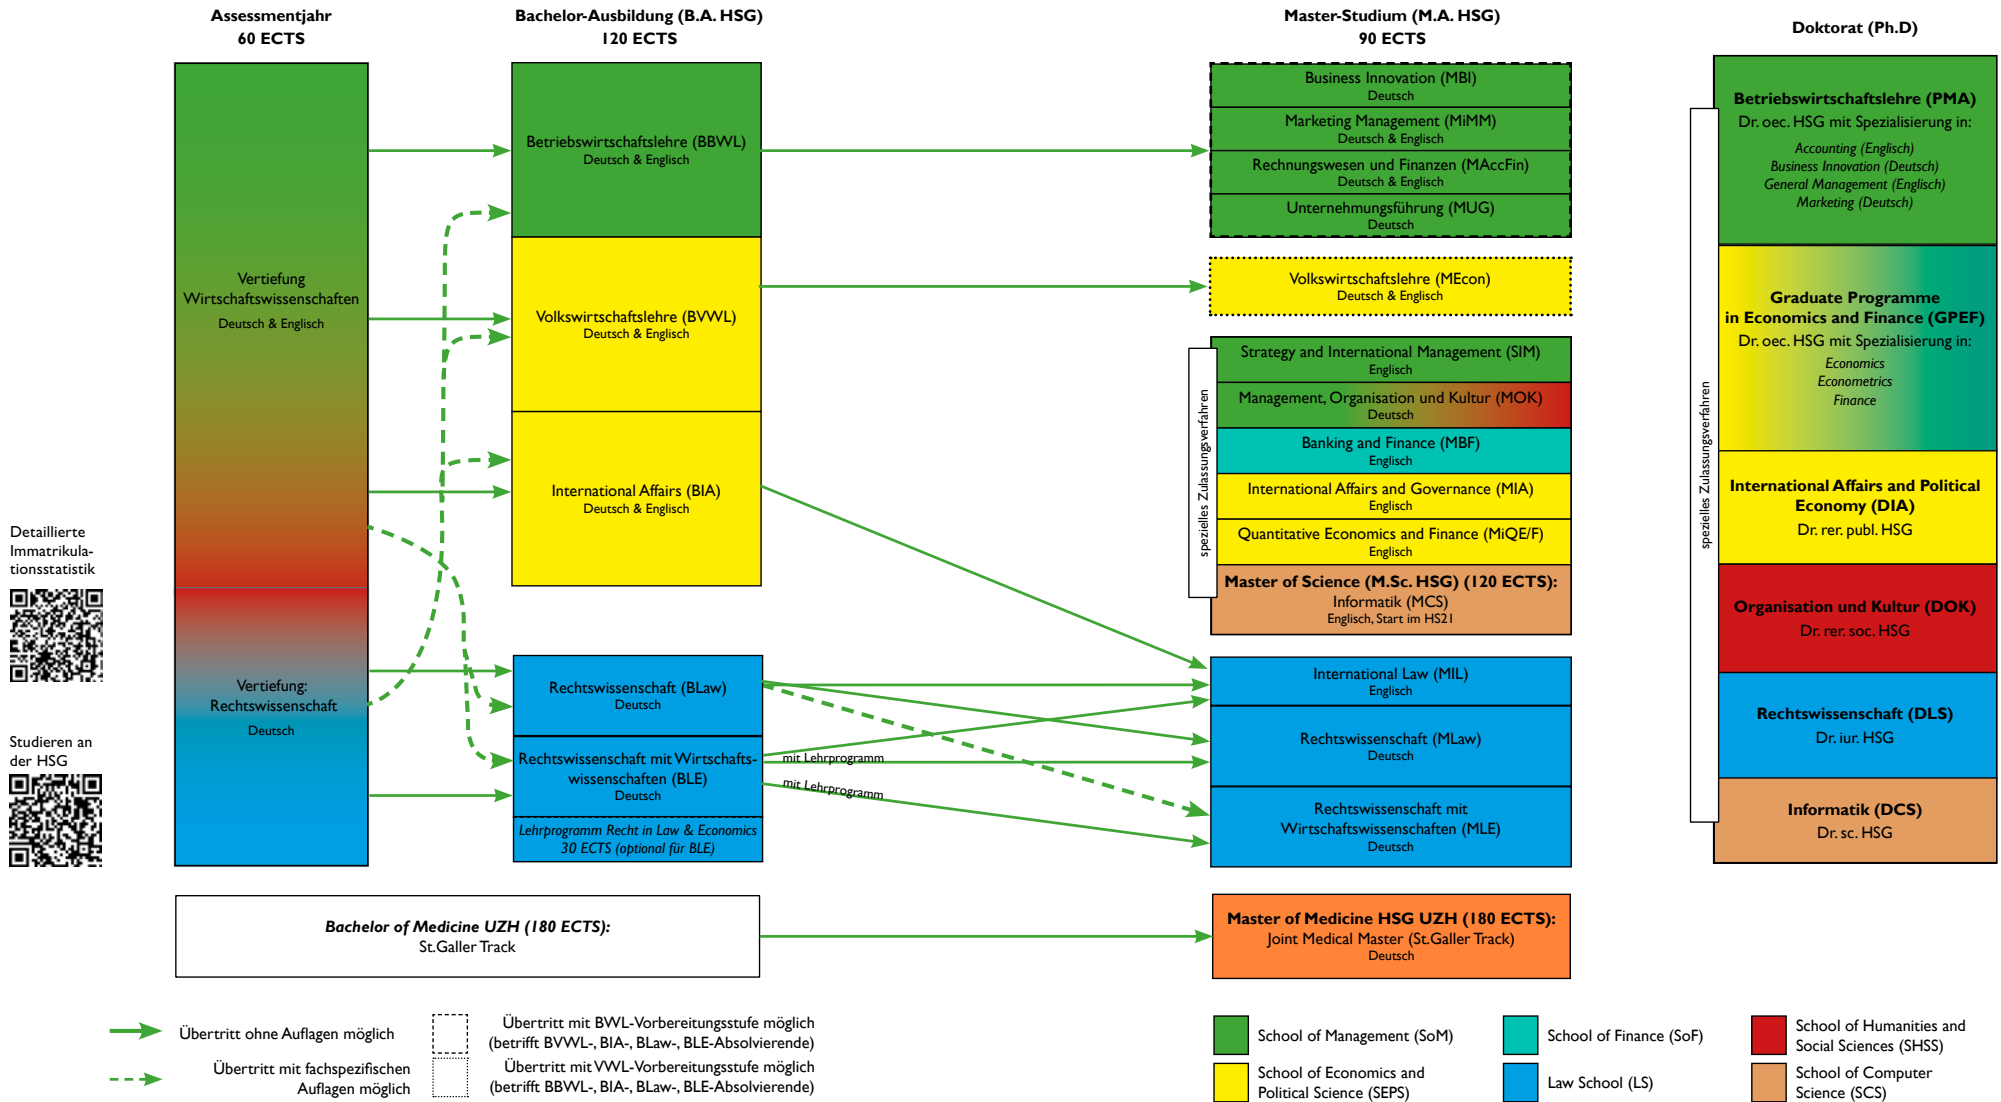 Assessmentjahr
60 ECTS
Bachelor-Ausbildung (B.A. HSG)
120 ECTS
Master-Studium (M.A. HSG)
90 ECTS
Doktorat (Ph.D)
Vertiefung
Wirtschaftswissenschaften
Deutsch & Englisch
Vertiefung:
Rechtswissenschaft
Deutsch
Detaillierte
Immatrikula-
tionsstatistik
Studieren an
der HSG
Betriebswirtschaftslehre (BBWL)
Deutsch & Englisch
Volkswirtschaftslehre (BVWL)
Deutsch & Englisch
International Affairs (BIA)
Deutsch & Englisch
Rechtswissenschaft (BLaw)
Deutsch
Rechtswissenschaft mit Wirtschafts-
wissenschaften (BLE)
Deutsch
Lehrprogramm Recht in Law & Economics
30 ECTS (optional für BLE)
mit Lehrprogramm
mit Lehrprogramm
Business Innovation (MBI)
Deutsch
Marketing Management (MiMM)
Deutsch & Englisch
Rechnungswesen und Finanzen (MAccFin)
Deutsch & Englisch
Unternehmungsführung (MUG)
Deutsch
Volkswirtschaftslehre (MEcon)
Deutsch & Englisch
spezielles Zulassungsverfahren
Strategy and International Management (SIM)
Englisch
Management, Organisation und Kultur (MOK)
Deutsch
Banking and Finance (MBF)
Englisch
International Affairs and Governance (MIA)
Englisch
Quantitative Economics and Finance (MiQE/F)
Englisch
Master of Science (M.Sc. HSG) (120 ECTS):
Informatik (MCS)
Englisch, Start im HS21
International Law (MIL)
Englisch
Rechtswissenschaft (MLaw)
Deutsch
Rechtswissenschaft mit
Wirtschaftswissenschaften (MLE)
Deutsch
spezielles Zulassungsverfahren
Betriebswirtschaftslehre (PMA)
Dr. oec. HSG mit Spezialisierung in:
Accounting (Englisch)
Business Innovation (Deutsch)
General Management (Englisch)
Marketing (Deutsch)
Graduate Programme
in Economics and Finance (GPEF)
Dr. oec. HSG mit Spezialisierung in:
Economics
Econometrics
Finance
International Affairs and Political
Economy (DIA)
Dr. rer. publ. HSG
Organisation und Kultur (DOK)
Dr. rer. soc. HSG
Rechtswissenschaft (DLS)
Dr. iur. HSG
Informatik (DCS)
Dr. sc. HSG
Bachelor of Medicine UZH (180 ECTS):
St.Galler Track
Master of Medicine HSG UZH (180 ECTS):
Joint Medical Master (St.Galler Track)
Deutsch
Übertritt ohne Auflagen möglich
Übertritt mit fachspezifischen
Auflagen möglich
Übertritt mit BWL-Vorbereitungsstufe möglich
(betrifft BVWL-, BIA-, BLaw-, BLE-Absolvierende)
Übertritt mit VWL-Vorbereitungsstufe möglich
(betrifft BBWL-, BIA-, BLaw-, BLE-Absolvierende)
School of Management (SoM)
School of Economics and
Political Science (SEPS)
School of Finance (SoF)
Law School (LS)
School of Humanities and
Social Sciences (SHSS)
School of Computer
Science (SCS)